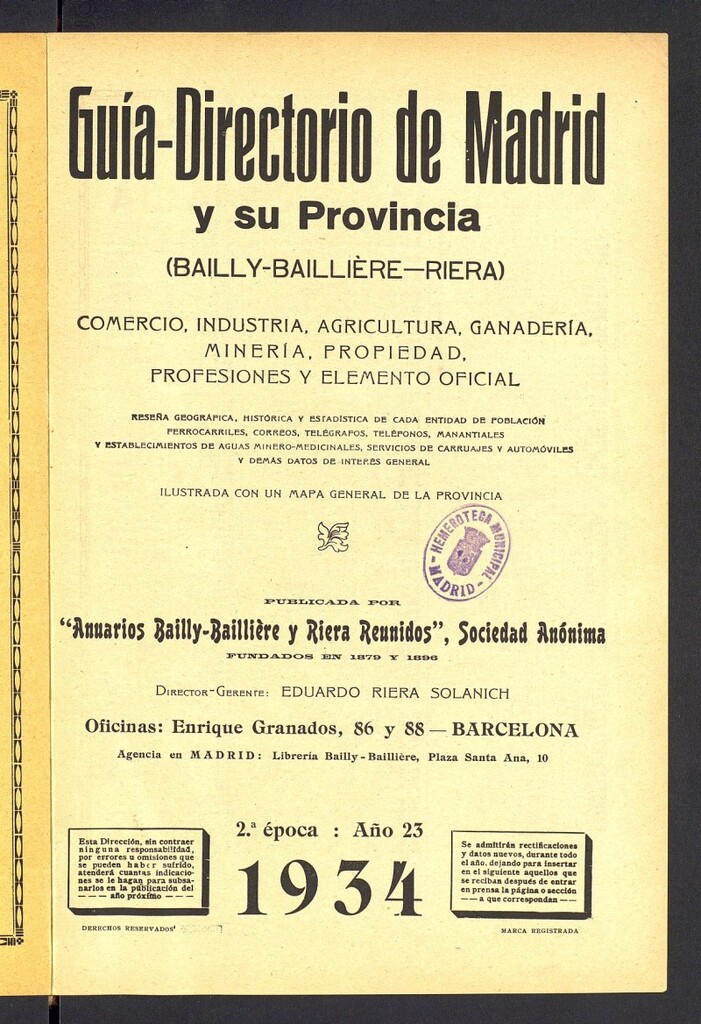 Guía-Directorio de Madrid
y su Provincia
(BAILLY-BAILLIÈRE—RIERA)
COMERCIO, INDUSTRIA, AGRICULTURA, GANADERÍA,
MINERÍA, PROPIEDAD,
PROFESIONES Y ELEMENTO OFICIAL
RESEÑA GEOGRÁFICA, HISTÓRICA Y ESTADÍSTICA DE CADA ENTIDAD DE POBLACIÓN
FERROCARRILES, CORREOS, TELÉGRAFOS, TELÉFONOS, MANANTIALES
Y ESTABLECIMIENTOS DE AGUAS MINERO-MEDICINALES, SERVICIOS DE CARRUAJES Y AUTOMÓVILES
Y DEMÁS DATOS DE INTERÉS GENERAL
ILUSTRADA CON UN MAPA GENERAL DE LA PROVINCIA
HEMEROTECA MUNICIPAL
- MADRID -
PUBLICADA POR
"Anuarios Bailly-Baillière y Riera Reunidos", Sociedad Anónima
FUNDADOS EN 1879 Y 1896
DIRECTOR-GERENTE: EDUARDO RIERA SOLANICH
Oficinas: Enrique Granados, 86 y 88 — BARCELONA
Agencia en MADRID: Librería Bailly-Baillière, Plaza Santa Ana, 10
2.ª época : Año 23
1934
Esta Dirección, sin contraer
ninguna responsabilidad,
por errores u omisiones que
se pueden haber sufrido,
atenderá cuantas indicacio-
nes se le hagan para subsa-
narlos en la publicación del
— — — año próximo — — —
Se admitirán rectificaciones
y datos nuevos, durante todo
el año, dejando para insertar
en el siguiente aquellos que
se reciban después de entrar
en prensa la página o sección
— — a que correspondan — —
DERECHOS RESERVADOS
MARCA REGISTRADA